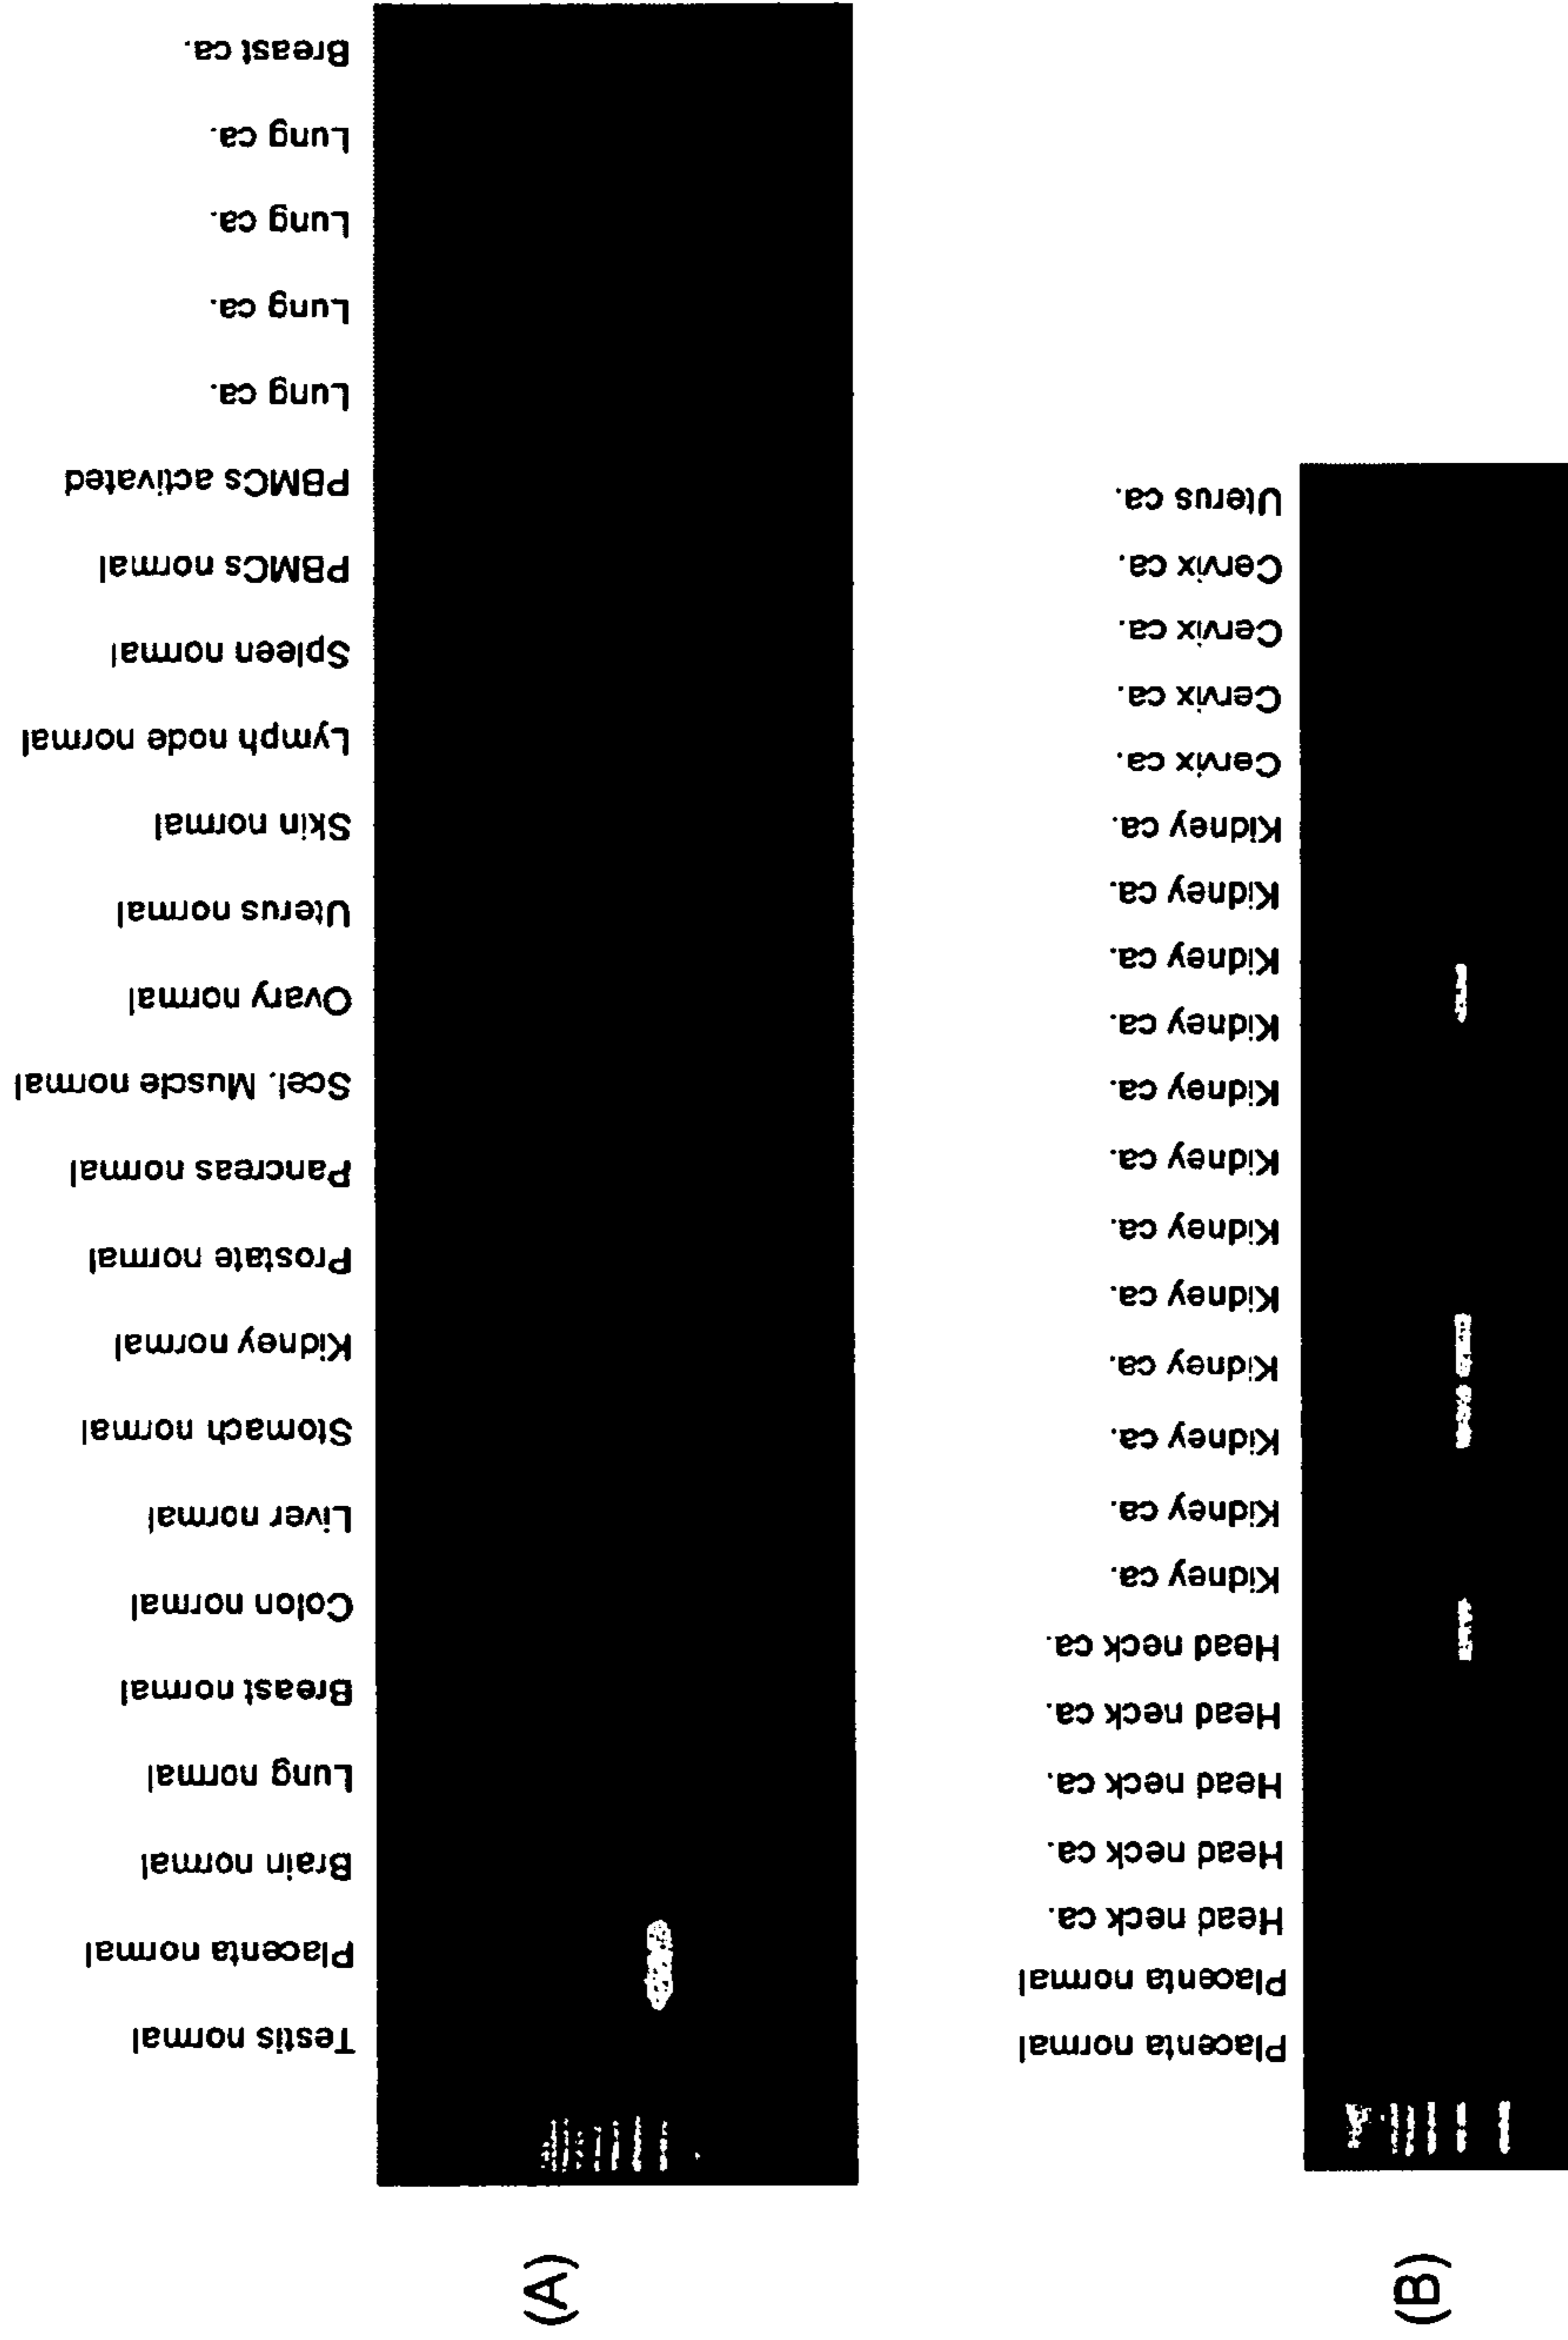 (A)
Testis normal
Placenta normal
Brain normal
Lung normal
Breast normal
Colon normal
Liver normal
Stomach normal
Kidney normal
Prostate normal
Pancreas normal
Scel. Muscle normal
Ovary normal
Uterus normal
Skin normal
Lymph node normal
Spleen normal
PBMCs normal
PBMCs activated
Lung ca.
Lung ca.
Lung ca.
Lung ca.
Breast ca.
(B)
Placenta normal
Placenta normal
Head neck ca.
Head neck ca.
Head neck ca.
Head neck ca.
Head neck ca.
Kidney ca.
Kidney ca.
Kidney ca.
Kidney ca.
Kidney ca.
Kidney ca.
Kidney ca.
Kidney ca.
Kidney ca.
Kidney ca.
Kidney ca.
Kidney ca.
Cervix ca.
Cervix ca.
Cervix ca.
Cervix ca.
Uterus ca.